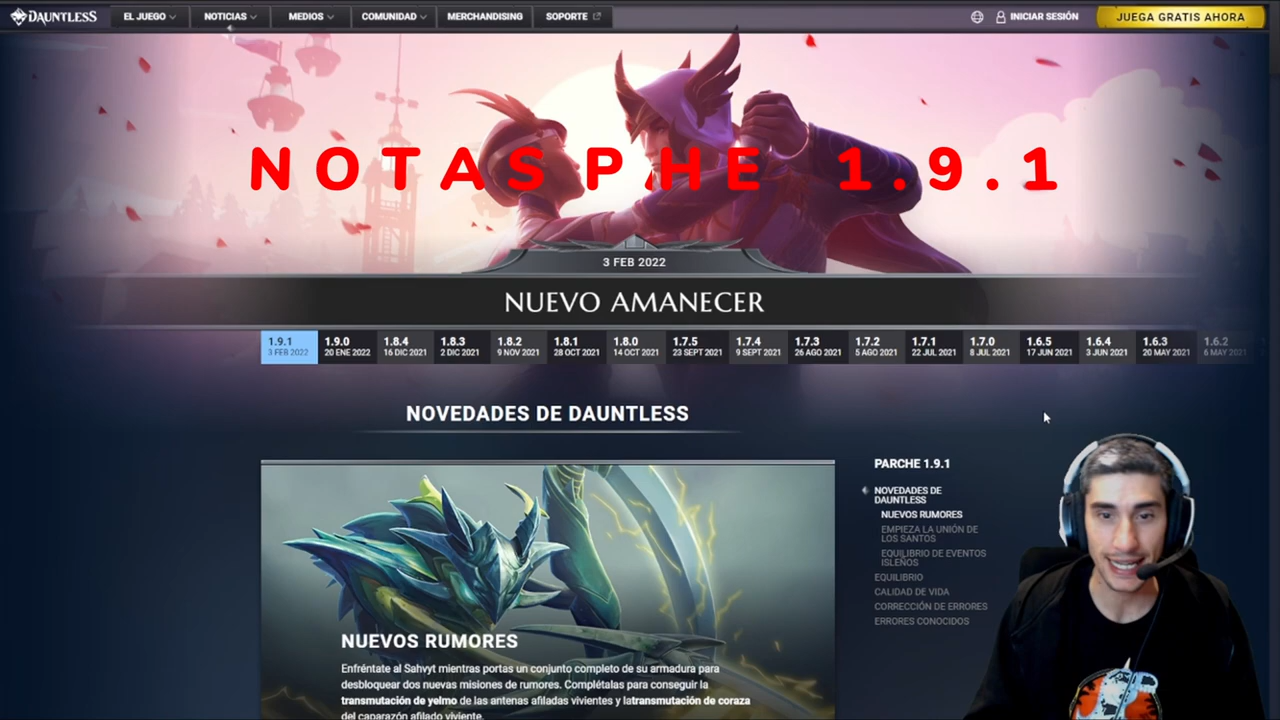 DAUNTLESS
EL JUEGO NOTICIAS MEDIOS COMUNIDAD MERCHANDISING SOPORTE INICIAR SESIÓN JUEGA GRATIS AHORA
NOTAS P HE 1.9.1
3 FEB 2022
NUEVO AMANECER
1.9.1 1.9.0 1.8.4 1.8.3 1.8.2 1.8.1 1.8.0 1.7.5 1.7.4 1.7.3 1.7.2 1.7.1 1.7.0 1.6.5 1.6.4 1.6.3 1.6.2
3 FEB 2022 20 ENE 2022 16 DIC 2021 2 DIC 2021 9 NOV 2021 28 OCT 2021 14 OCT 2021 23 SEPT 2021 9 SEPT 2021 26 AGO 2021 5 AGO 2021 22 JUL 2021 8 JUL 2021 17 JUN 2021 3 JUN 2021 20 MAY 2021 6 MAY 2021
NOVEDADES DE DAUNTLESS
NUEVOS RUMORES
Enfréntate al Sahvyt mientras portas un conjunto completo de su armadura para
desbloquear dos nuevas misiones de rumores. Complétalas para conseguir la
transmutación de yelmo de las antenas afiladas vivientes y latransmutación de coraza
del caparazón afilado viviente.
PARCHE 1.9.1
NOVEDADES DE
DAUNTLESS
NUEVOS RUMORES
EMPIEZA LA UNIÓN DE
LOS SANTOS
EQUILIBRIO DE EVENTOS
ISLEÑOS
EQUILIBRIO
CALIDAD DE VIDA
CORRECCIÓN DE ERRORES
ERRORES CONOCIDOS